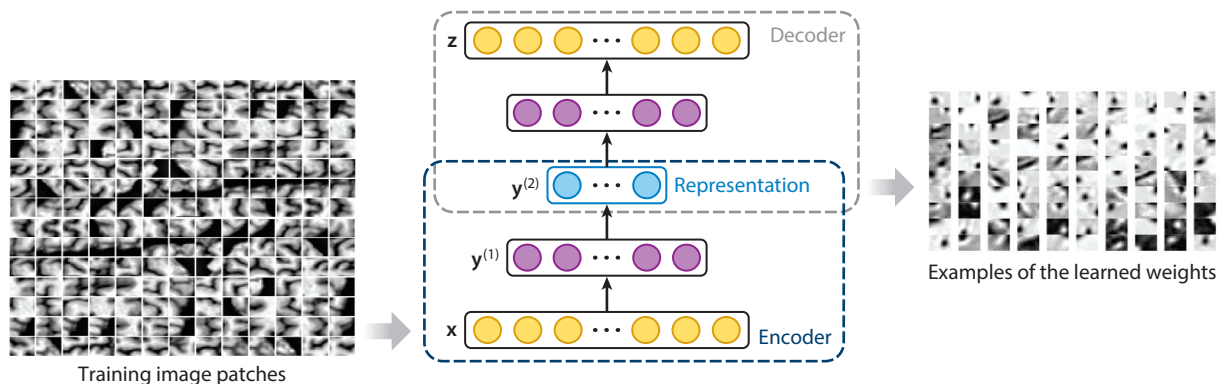 z
Decoder
y(2)
Representation
y(1)
x
Encoder
Training image patches
Examples of the learned weights